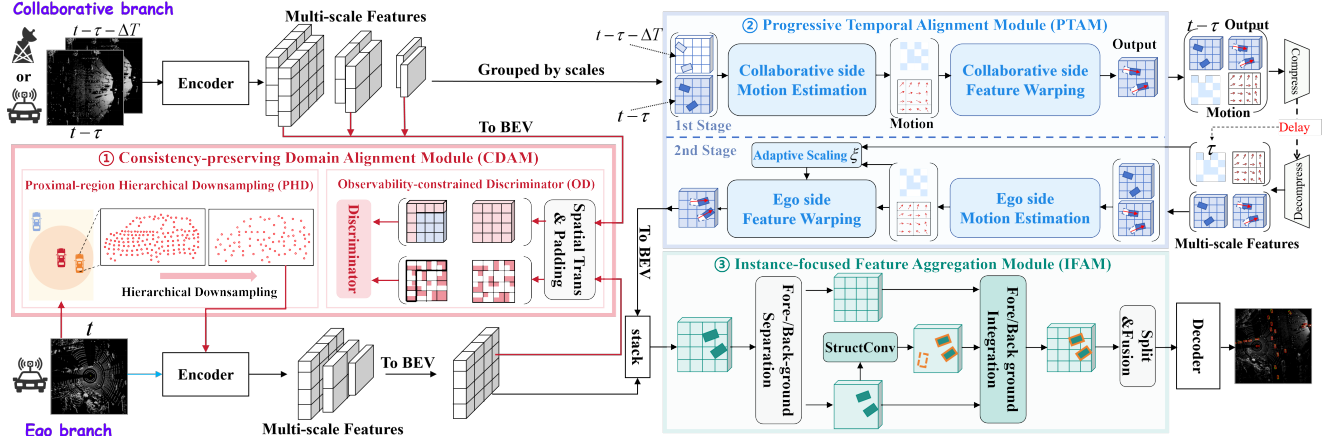 Collaborative branch
t − τ − ΔT
or
t − τ
Encoder
Multi-scale Features
Grouped by scales
To BEV
② Progressive Temporal Alignment Module (PTAM)
t − τ − ΔT
t − τ
1st Stage
Collaborative side
Motion Estimation
Motion
Collaborative side
Feature Warping
Output
t − τ
Output
Motion
Compress
Delay
τ
Decompress
Multi-scale Features
2nd Stage
Adaptive Scaling ξ
Ego side
Feature Warping
Ego side
Motion Estimation
① Consistency-preserving Domain Alignment Module (CDAM)
Proximal-region Hierarchical Downsampling (PHD)
Hierarchical Downsampling
Observability-constrained Discriminator (OD)
Discriminator
Spatial Trans
& Padding
To BEV
stack
t
Ego branch
Encoder
Multi-scale Features
To BEV
③ Instance-focused Feature Aggregation Module (IFAM)
Fore-/Back-ground
Separation
StructConv
Fore/Back ground
Integration
Split
&Fusion
Decoder